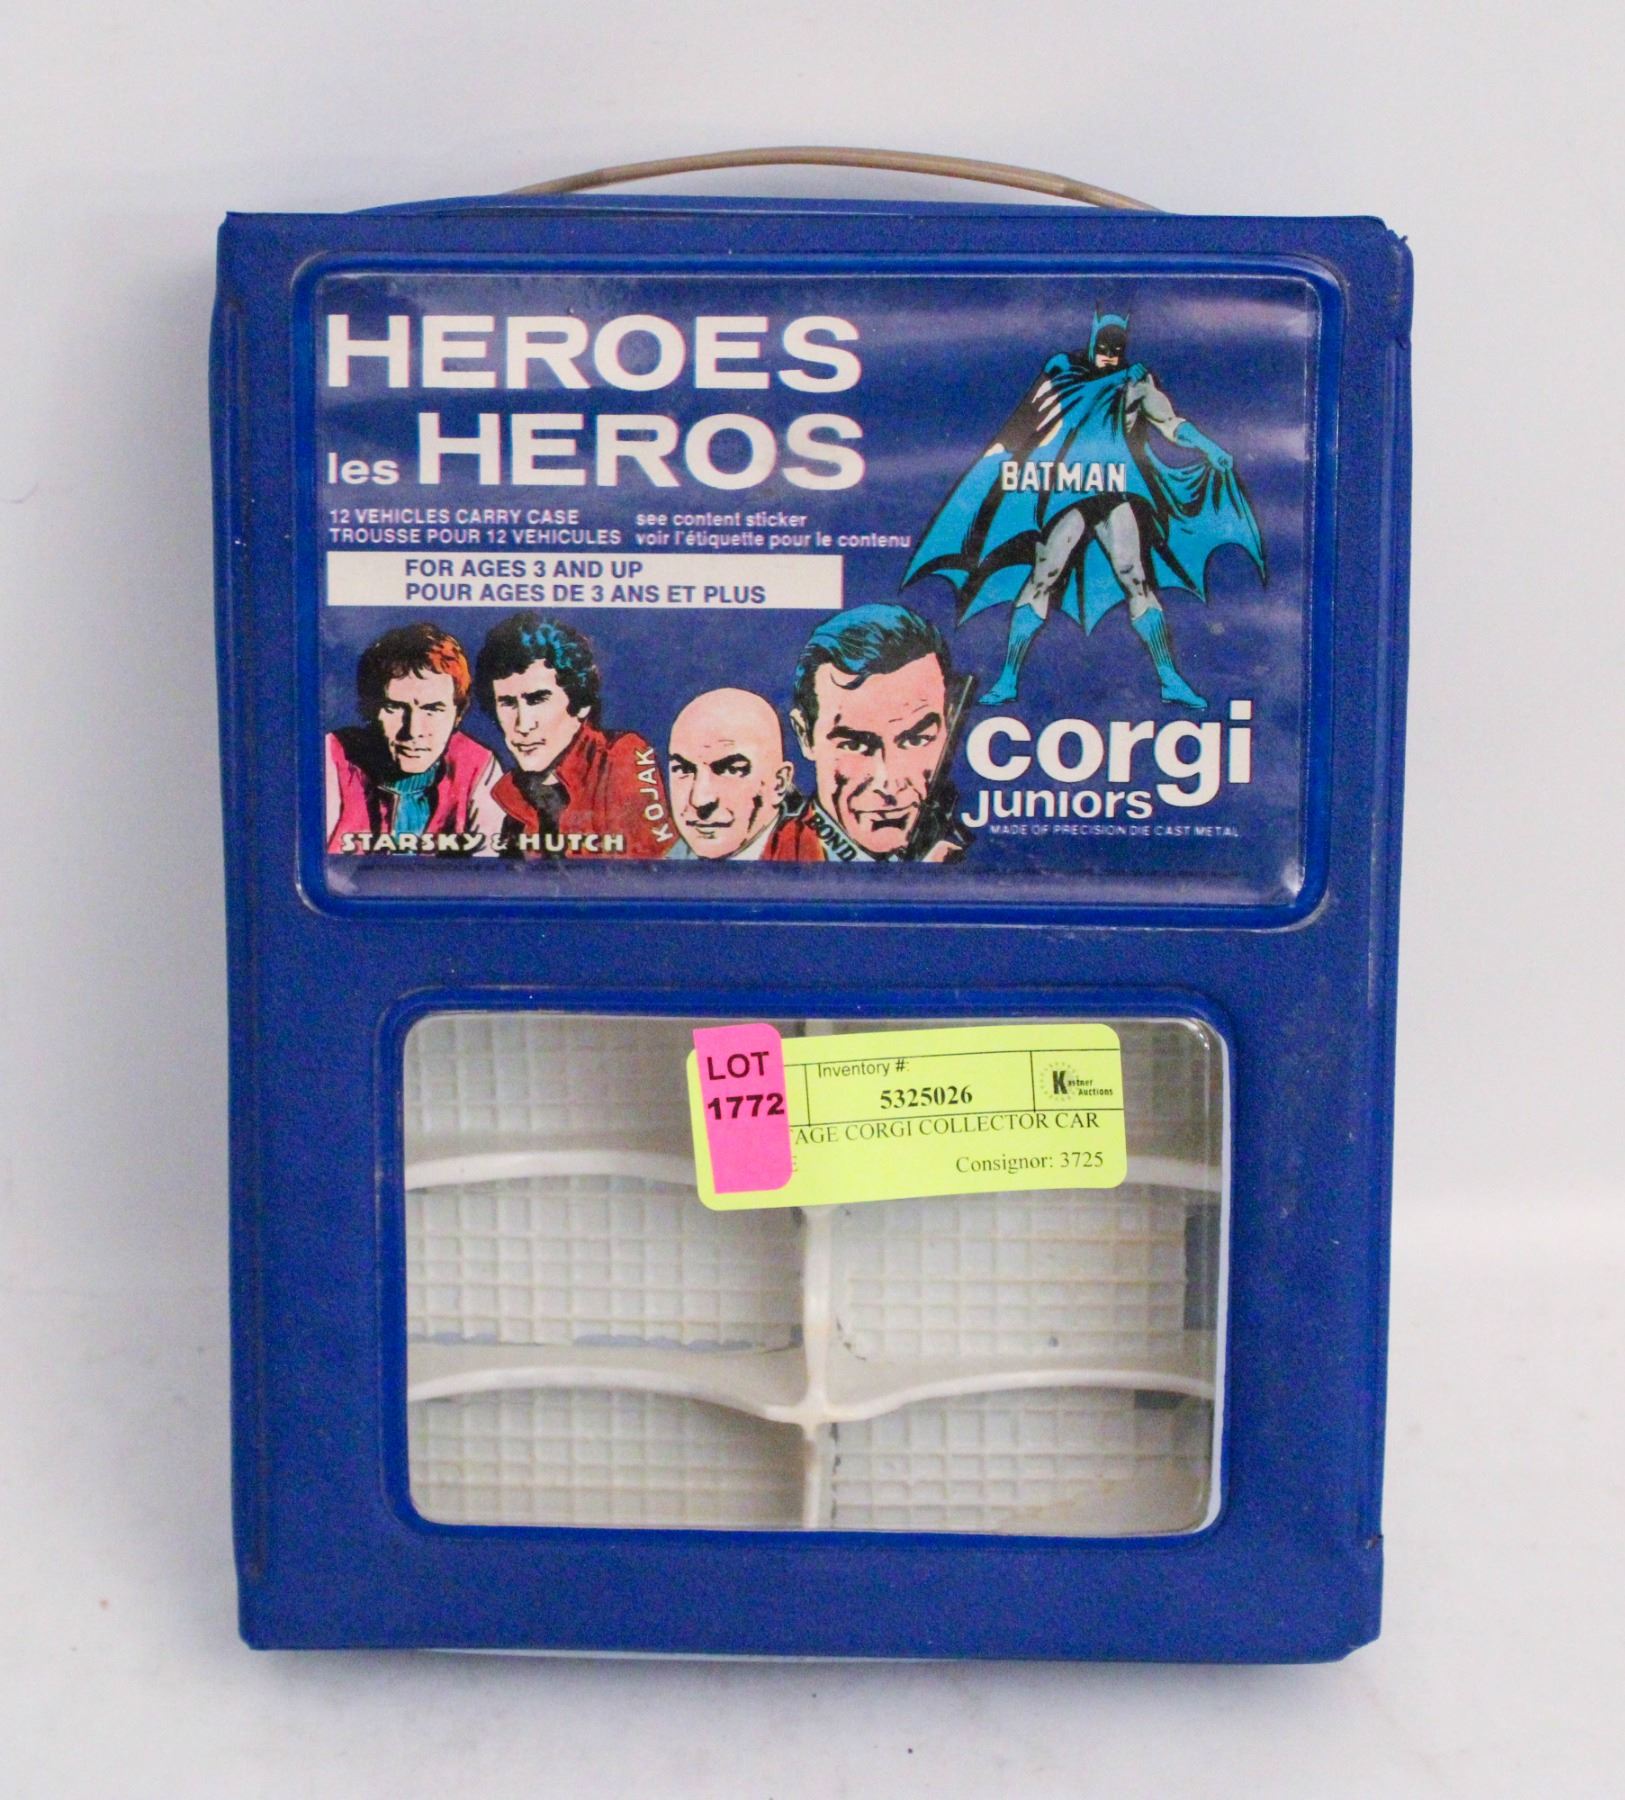 HEROES
les HEROS
12 VEHICLES CARRY CASE see content sticker
TROUSSE POUR 12 VEHICULES voir l'étiquette pour le contenu
FOR AGES 3 AND UP
POUR AGES DE 3 ANS ET PLUS
BATMAN
STARSKY & HUTCH
KOJAK
BOND
corgi
juniors
MADE OF PRECISION DIE CAST METAL
LOT
1772
Inventory #:
5325026
Kastner
Auctions
TAGE CORGI COLLECTOR CAR
E Consignor: 3725